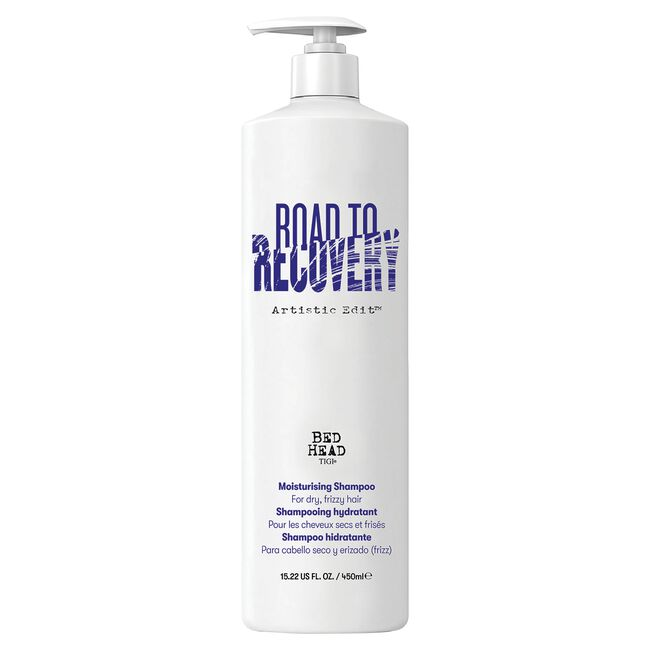 ROAD TO
RECOVERY
Artistic Edit™
BED
HEAD
TIGI®
Moisturising Shampoo
For dry, frizzy hair
Shampooing hydratant
Pour les cheveux secs et frisés
Shampoo hidratante
Para cabello seco y erizado (frizz)
15.22 US FL. OZ. / 450ml℮